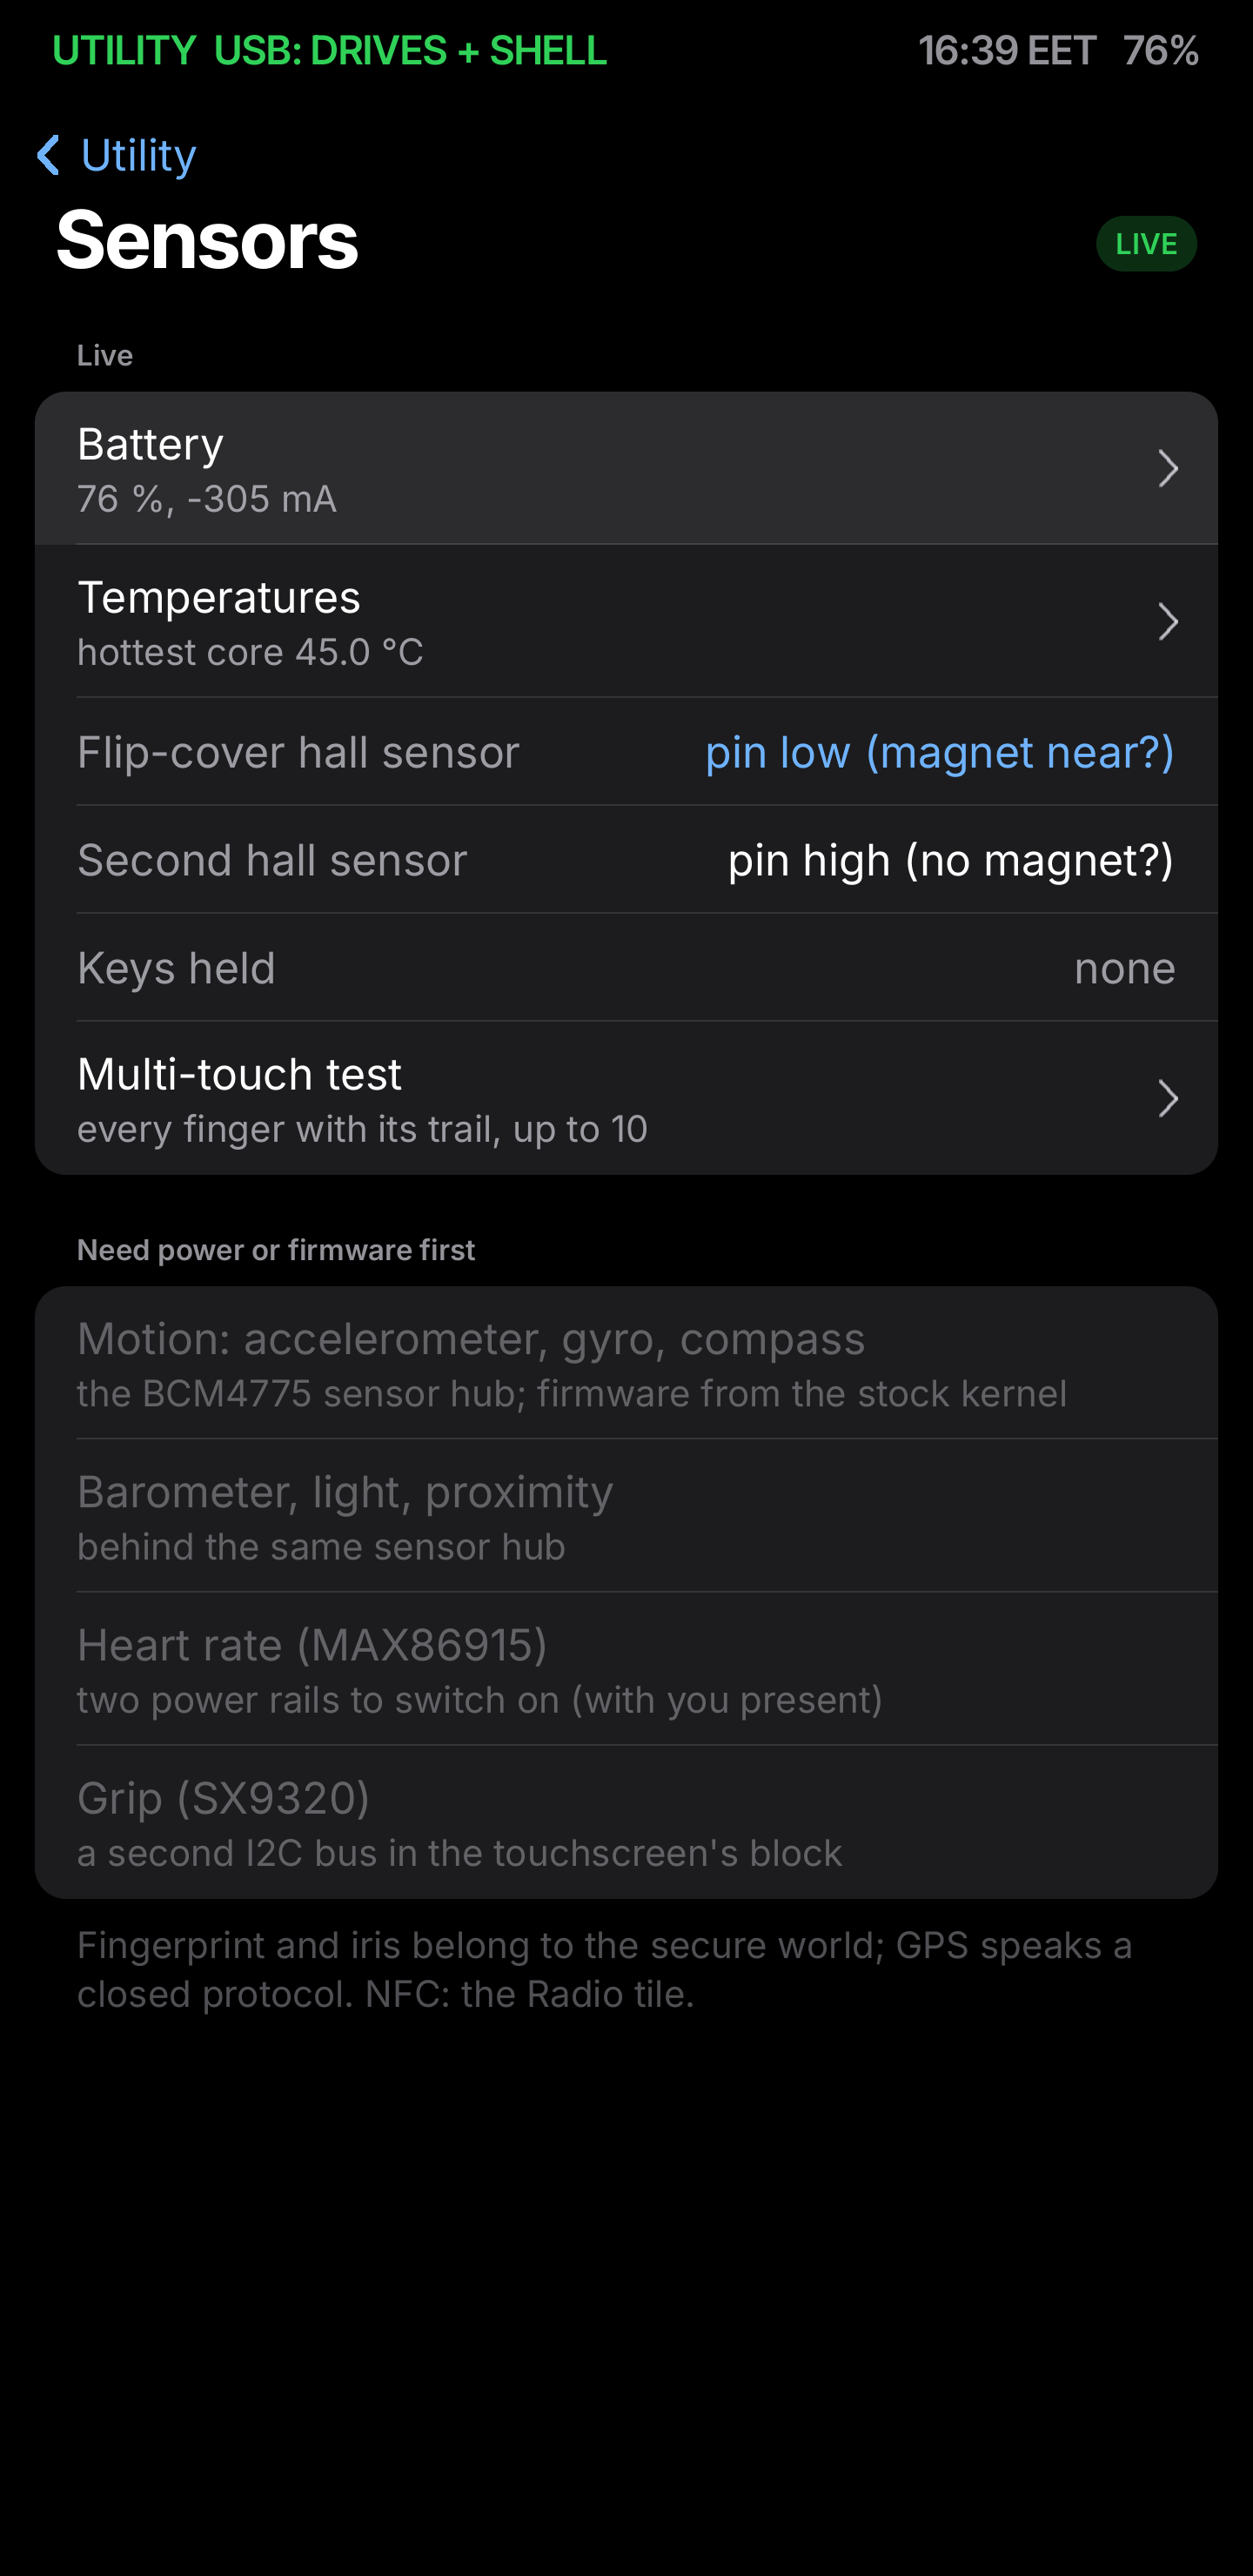 UTILITY USB: DRIVES + SHELL 16:39 EET 76%
Utility
Sensors LIVE
Live
Battery
76 %, -305 mA
Temperatures
hottest core 45.0 °C
Flip-cover hall sensor pin low (magnet near?)
Second hall sensor pin high (no magnet?)
Keys held none
Multi-touch test
every finger with its trail, up to 10
Need power or firmware first
Motion: accelerometer, gyro, compass
the BCM4775 sensor hub; firmware from the stock kernel
Barometer, light, proximity
behind the same sensor hub
Heart rate (MAX86915)
two power rails to switch on (with you present)
Grip (SX9320)
a second I2C bus in the touchscreen's block
Fingerprint and iris belong to the secure world; GPS speaks a
closed protocol. NFC: the Radio tile.